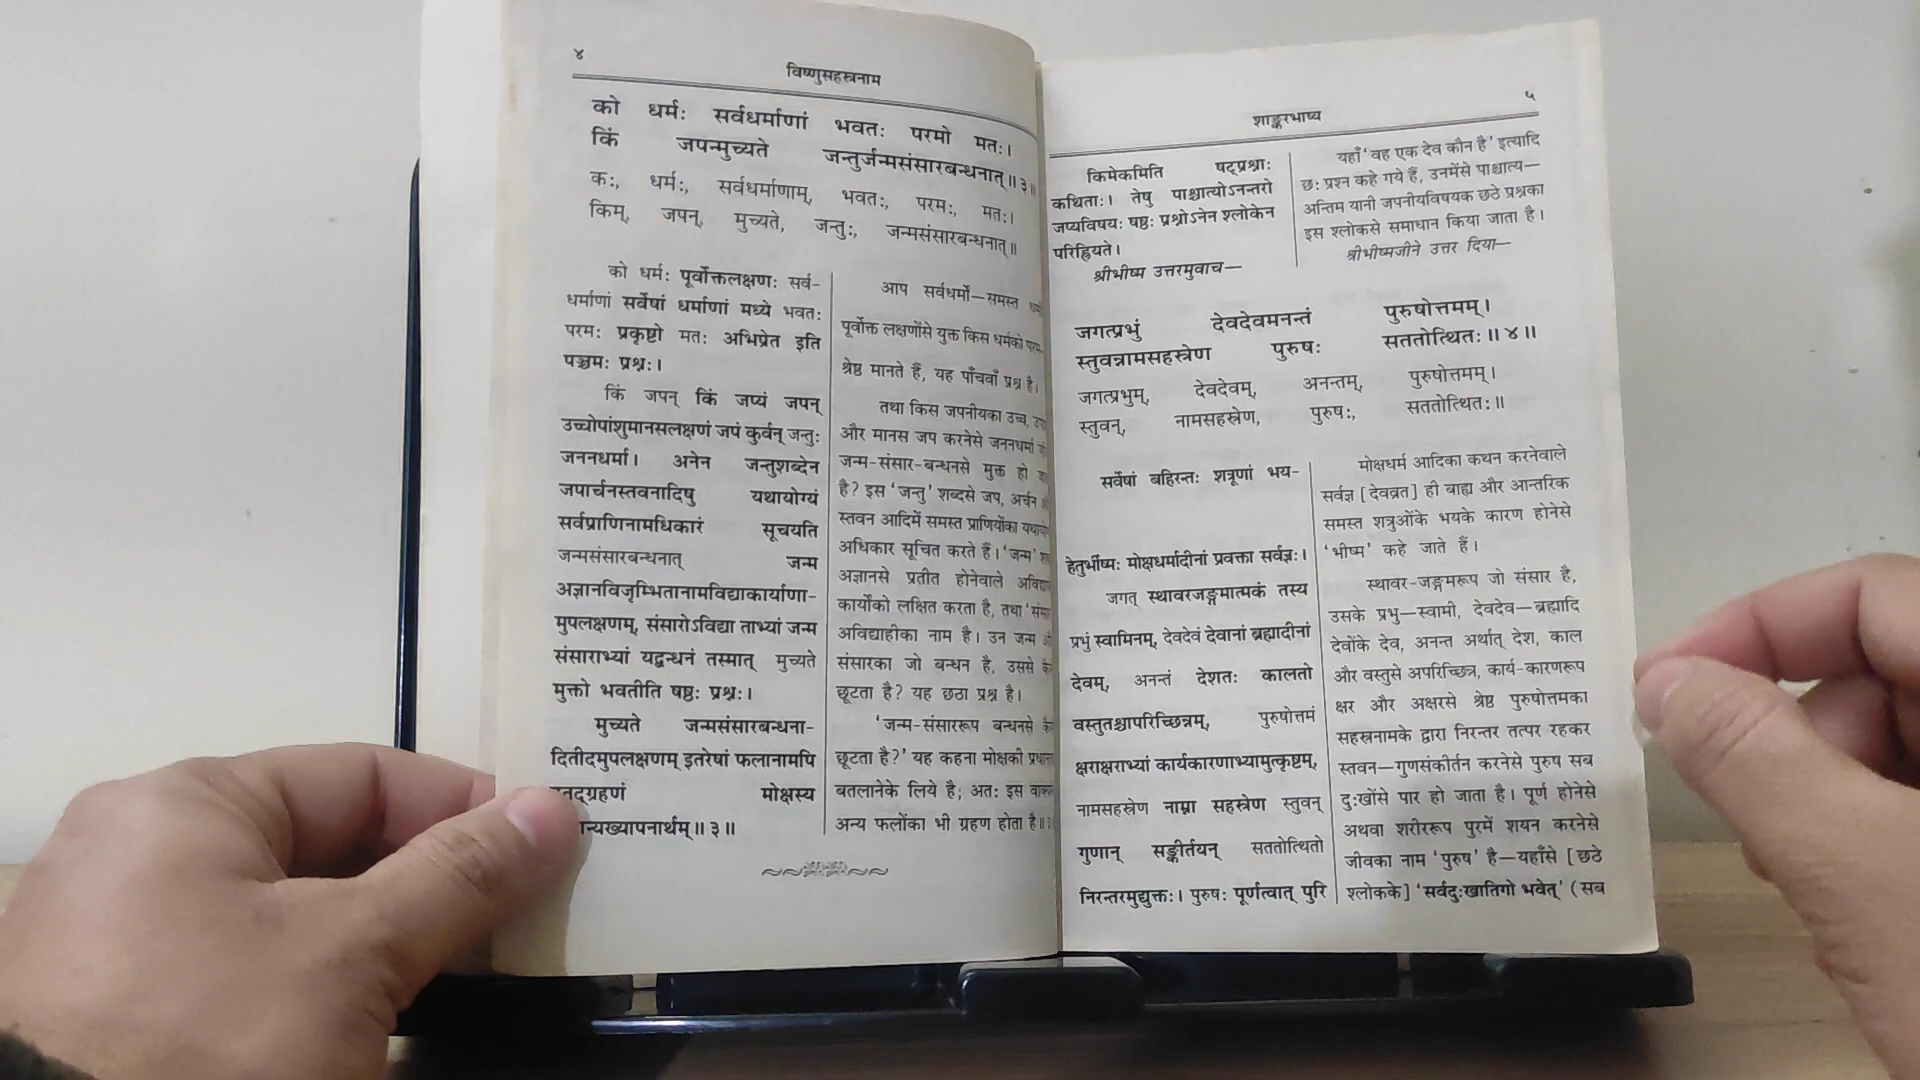 ४
विष्णुसहस्त्रनाम
को धर्मः सर्वधर्माणां भवतः परमो मतः।
किं जपन्मुच्यते जन्तुर्जन्मसंसारबन्धनात्॥ ३॥
कः, धर्मः, सर्वधर्माणाम्, भवतः, परमः, मतः।
किम्, जपन्, मुच्यते, जन्तुः, जन्मसंसारबन्धनात्॥
को धर्मः पूर्वोक्तलक्षणः सर्व-
धर्माणां सर्वेषां धर्माणां मध्ये भवतः
परमः प्रकृष्टो मतः अभिप्रेत इति
पञ्चमः प्रश्नः।
किं जपन् किं जप्यं जपन्
उच्चोपांशुमानसलक्षणं जपं कुर्वन् जन्तुः
जननधर्मा। अनेन जन्तुशब्देन
जपार्चनस्तवनादिषु यथायोग्यं
सर्वप्राणिनामधिकारं सूचयति
जन्मसंसारबन्धनात् जन्म
अज्ञानविजृम्भितानामविद्याकार्याणा-
मुपलक्षणम्, संसारोऽविद्या ताभ्यां जन्म
संसाराभ्यां यद्बन्धनं तस्मात् मुच्यते
मुक्तो भवतीति षष्ठः प्रश्नः।
मुच्यते जन्मसंसारबन्धना-
दितीदमुपलक्षणम् इतरेषां फलानामपि
मोक्षस्य
॥ ३॥
आप सर्वधर्मों—समस्त
पूर्वोक्त लक्षणोंसे युक्त किस धर्मको
श्रेष्ठ मानते हैं, यह पाँचवाँ प्रश्न है।
तथा किस जपनीयका उच्च,
और मानस जप करनेसे जननधर्मा
जन्म-संसार-बन्धनसे मुक्त हो
है? इस 'जन्तु' शब्दसे जप, अर्चन
स्तवन आदिमें समस्त प्राणियोंका
अधिकार सूचित करते हैं। 'जन्म'
अज्ञानसे प्रतीत होनेवाले
कार्योंको लक्षित करता है, तथा
अविद्याहीका नाम है। उन जन्म
संसारका जो बन्धन है, उससे
छूटता है? यह छठा प्रश्न है।
'जन्म-संसाररूप बन्धनसे
छूटता है?' यह कहना मोक्षकी
बतलानेके लिये है; अतः इस
अन्य फलोंका भी ग्रहण होता है॥
५
शाङ्करभाष्य
किमेकमिति षट्प्रश्नाः
कथिताः। तेषु पाश्चात्योऽनन्तरो
जप्यविषयः षष्ठः प्रश्नोऽनेन श्लोकेन
परिह्रियते।
श्रीभीष्म उत्तरमुवाच—
यहाँ 'वह एक देव कौन है' इत्यादि
छः प्रश्न कहे गये हैं, उनमेंसे पाश्चात्य—
अन्तिम यानी जपनीयविषयक छठे प्रश्नका
इस श्लोकसे समाधान किया जाता है।
श्रीभीष्मजीने उत्तर दिया—
जगत्प्रभुं देवदेवमनन्तं पुरुषोत्तमम्।
स्तुवन्नामसहस्त्रेण पुरुषः सततोत्थितः॥ ४॥
जगत्प्रभुम्, देवदेवम्, अनन्तम्, पुरुषोत्तमम्।
स्तुवन्, नामसहस्त्रेण, पुरुषः, सततोत्थितः॥
सर्वेषां बहिरन्तः शत्रूणां भय-
हेतुर्भीष्मः मोक्षधर्मादीनां प्रवक्ता सर्वज्ञः।
जगत् स्थावरजङ्गमात्मकं तस्य
प्रभुं स्वामिनम्, देवदेवं देवानां ब्रह्मादीनां
देवम्, अनन्तं देशतः कालतो
वस्तुतश्चापरिच्छिन्नम्, पुरुषोत्तमं
क्षराक्षराभ्यां कार्यकारणाभ्यामुत्कृष्टम्,
नामसहस्त्रेण नाम्नां सहस्त्रेण स्तुवन्
गुणान् सङ्कीर्तयन् सततोत्थितो
निरन्तरमुद्युक्तः। पुरुषः पूर्णत्वात् पुरि
मोक्षधर्म आदिका कथन करनेवाले
सर्वज्ञ [देवव्रत] ही बाह्य और आन्तरिक
समस्त शत्रुओंके भयके कारण होनेसे
'भीष्म' कहे जाते हैं।
स्थावर-जङ्गमरूप जो संसार है,
उसके प्रभु—स्वामी, देवदेव—ब्रह्मादि
देवोंके देव, अनन्त अर्थात् देश, काल
और वस्तुसे अपरिच्छिन्न, कार्य-कारणरूप
क्षर और अक्षरसे श्रेष्ठ पुरुषोत्तमका
सहस्त्रनामके द्वारा निरन्तर तत्पर रहकर
स्तवन—गुणसंकीर्तन करनेसे पुरुष सब
दुःखोंसे पार हो जाता है। पूर्ण होनेसे
अथवा शरीररूप पुरमें शयन करनेसे
जीवका नाम 'पुरुष' है—यहाँसे [छठे
श्लोकके] 'सर्वदुःखातिगो भवेत्' (सब